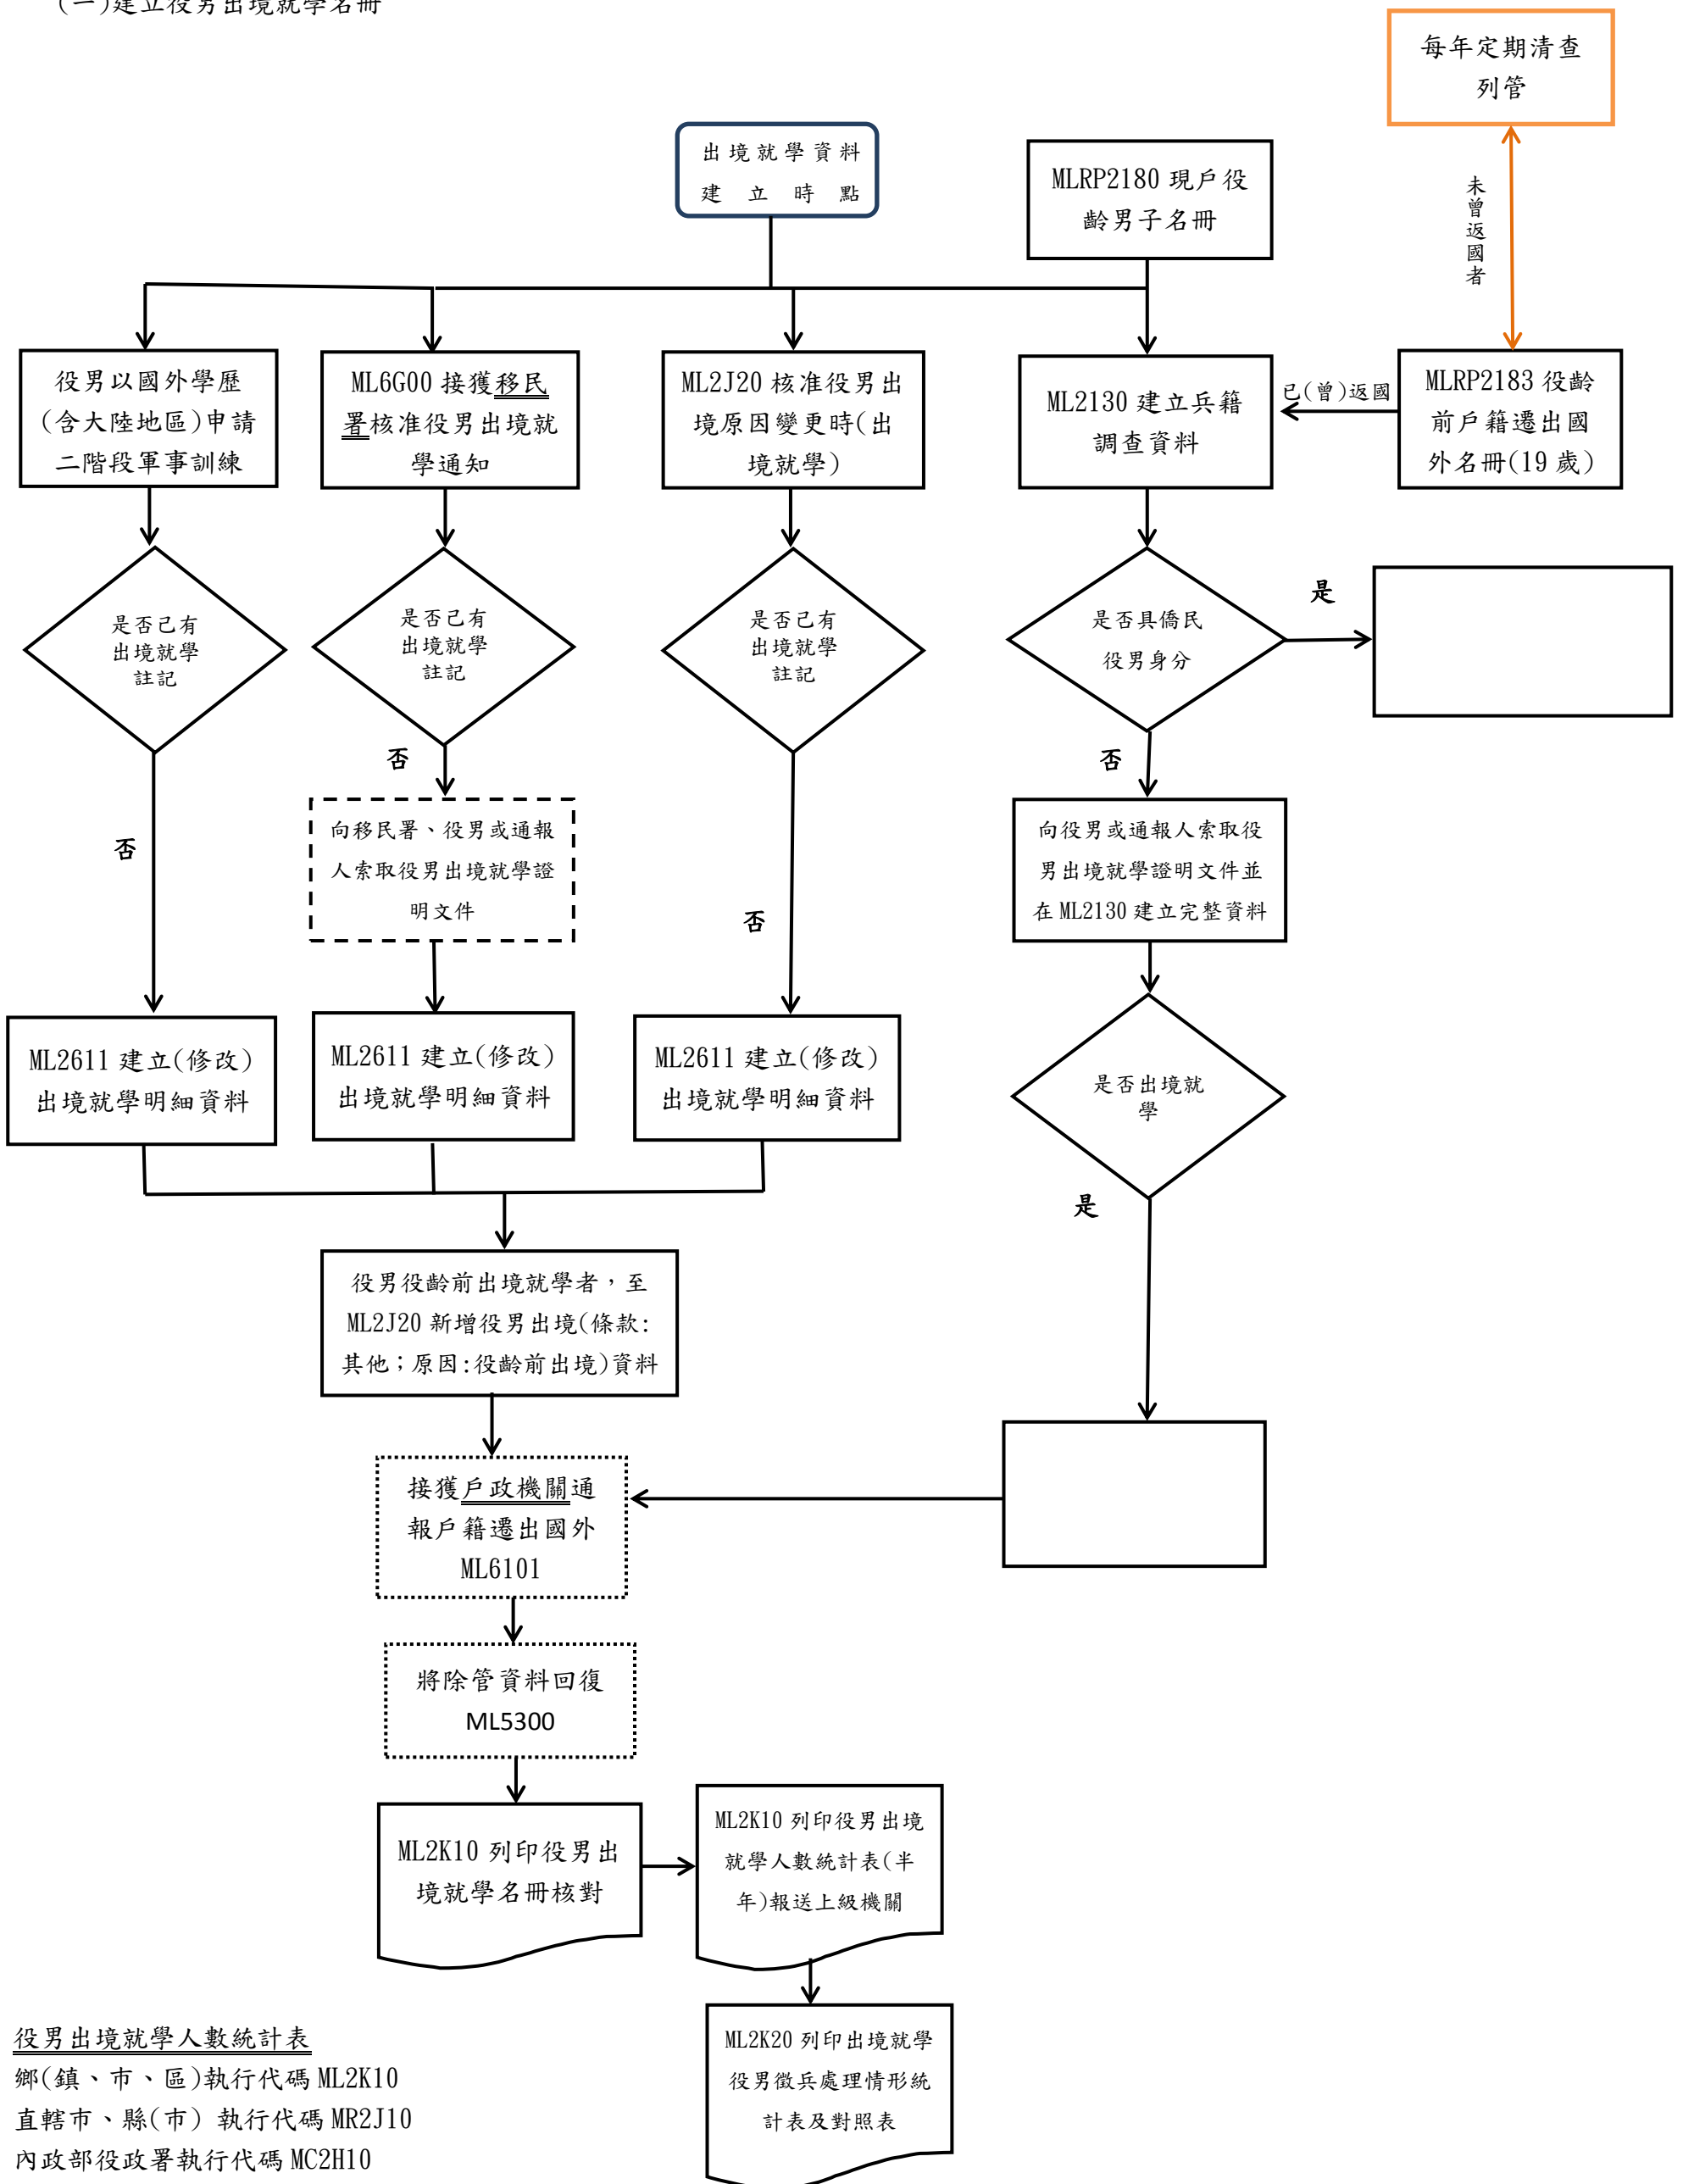 (一)建立役男出境就學名冊
每年定期清查
列管
出境就學資料
建立時點
MLRP2180 現戶役
齡男子名冊
未曾返國者
役男以國外學歷
(含大陸地區)申請
二階段軍事訓練
ML6G00 接獲移民
署核准役男出境就
學通知
ML2J20 核准役男出
境原因變更時(出
境就學)
ML2130 建立兵籍
調查資料
已(曾)返國
MLRP2183 役齡
前戶籍遷出國
外名冊(19 歲)
是否已有
出境就學
註記
是否已有
出境就學
註記
是否已有
出境就學
註記
是否具僑民
役男身分
是
否
否
否
否
向移民署、役男或通報
人索取役男出境就學證
明文件
向役男或通報人索取役
男出境就學證明文件並
在 ML2130 建立完整資料
ML2611 建立(修改)
出境就學明細資料
ML2611 建立(修改)
出境就學明細資料
ML2611 建立(修改)
出境就學明細資料
是否出境就
學
是
役男役齡前出境就學者，至
ML2J20 新增役男出境(條款:
其他；原因:役齡前出境)資料
接獲戶政機關通
報戶籍遷出國外
ML6101
將除管資料回復
ML5300
ML2K10 列印役男出
境就學名冊核對
ML2K10 列印役男出境
就學人數統計表(半
年)報送上級機關
ML2K20 列印出境就學
役男徵兵處理情形統
計表及對照表
役男出境就學人數統計表
鄉(鎮、市、區)執行代碼 ML2K10
直轄市、縣(市) 執行代碼 MR2J10
內政部役政署執行代碼 MC2H10